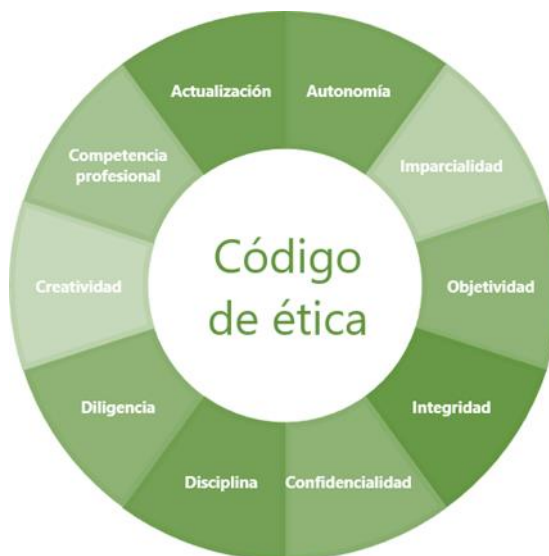 Código
de ética
Autonomía
Imparcialidad
Objetividad
Integridad
Confidencialidad
Disciplina
Diligencia
Creatividad
Competencia
profesional
Actualización